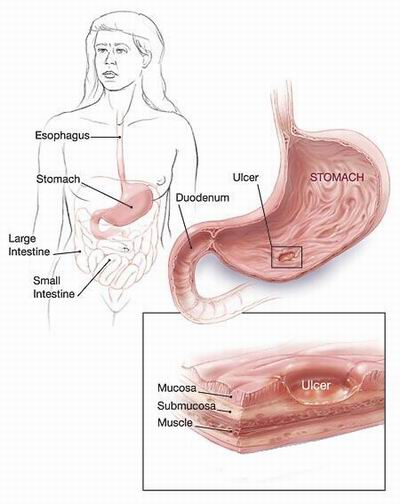 Esophagus
Stomach
Large
Intestine
Small
Intestine
Duodenum
Ulcer
STOMACH
Mucosa
Submucosa
Muscle
Ulcer